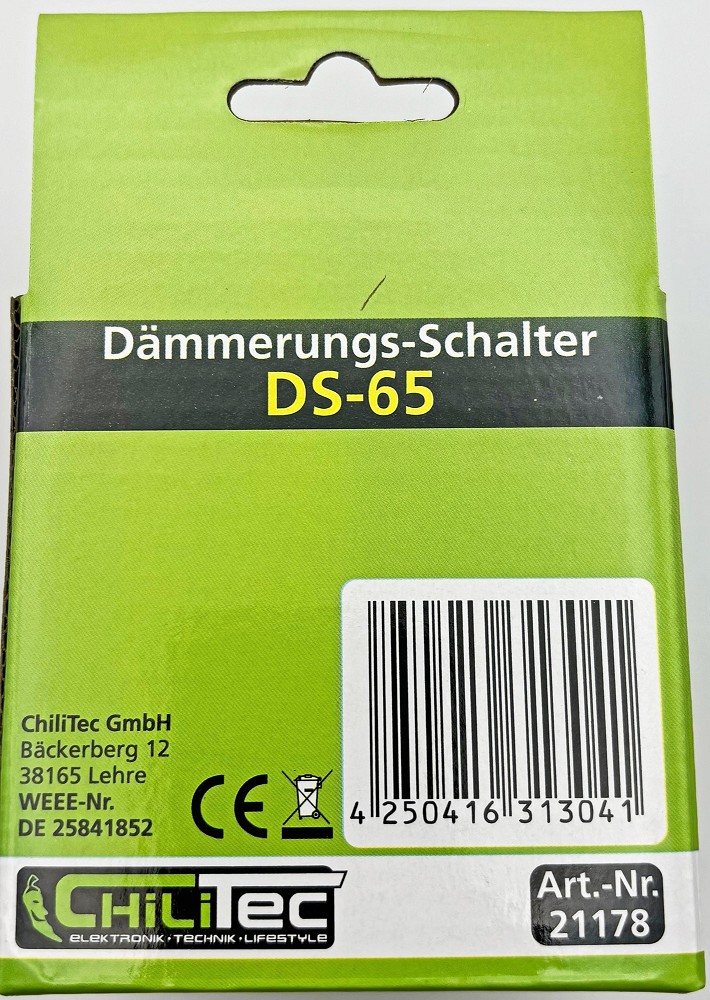 Dämmerungs-Schalter
DS-65
ChiliTec GmbH
Bäckerberg 12
38165 Lehre
WEEE-Nr.
DE 25841852
CE
4 250416 313041
CHiLiTEC
ELEKTRONIK · TECHNIK · LIFESTYLE
Art.-Nr.
21178